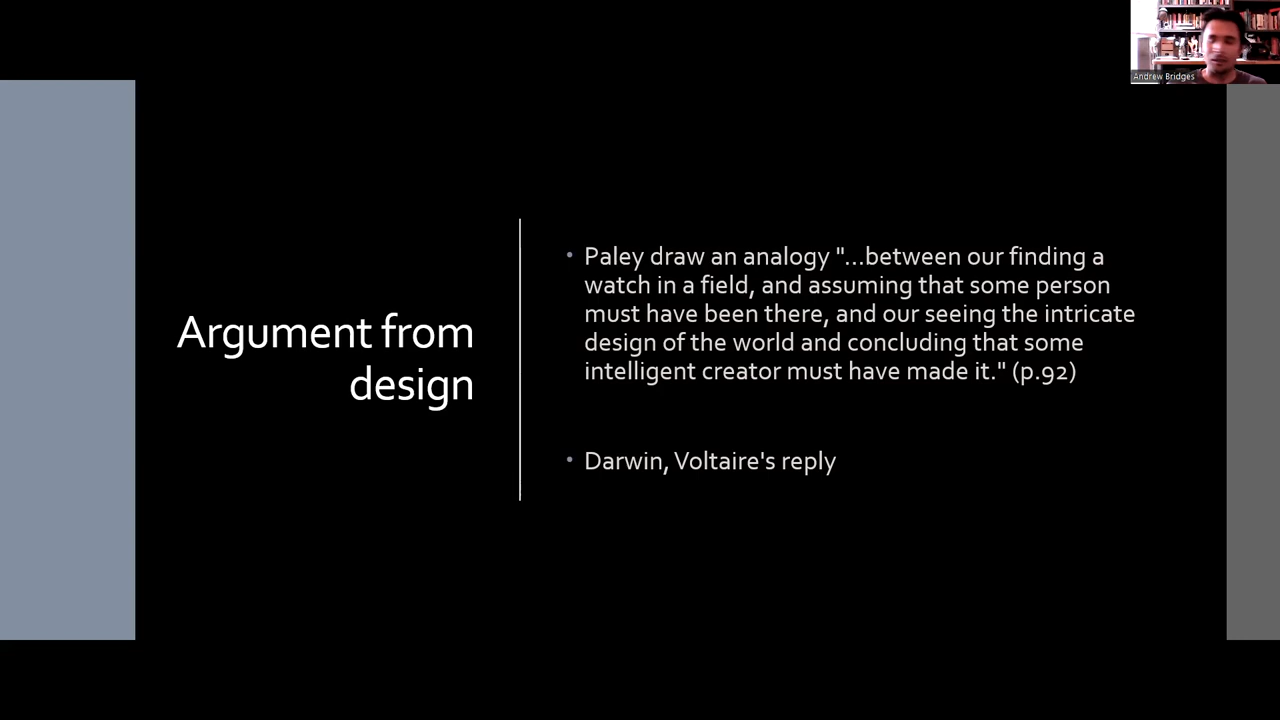 Andrew Bridges
Argument from
design
• Paley draw an analogy "...between our finding a
watch in a field, and assuming that some person
must have been there, and our seeing the intricate
design of the world and concluding that some
intelligent creator must have made it." (p.92)
• Darwin, Voltaire's reply